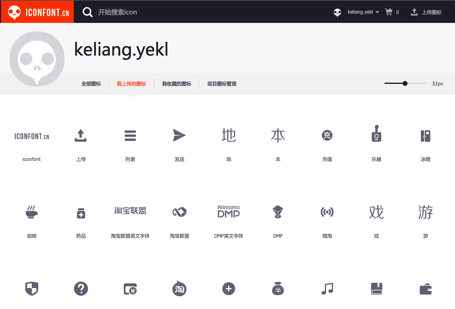 ICONFONT.CN
开始搜索icon
keliang.yekl
0
上传图标
keliang.yekl
全部图标
我上传的图标
我收藏的图标
项目图标管理
32px
ICONFONT.CN
地
本
充
淘宝联盟
Alimama
DMP
戏
游
淘
iconfont
上传
列表
发送
地
本
充值
乐器
冰箱
咖啡
药品
淘宝联盟英文字体
淘宝联盟
DMP英文字体
DMP
微淘
戏
游